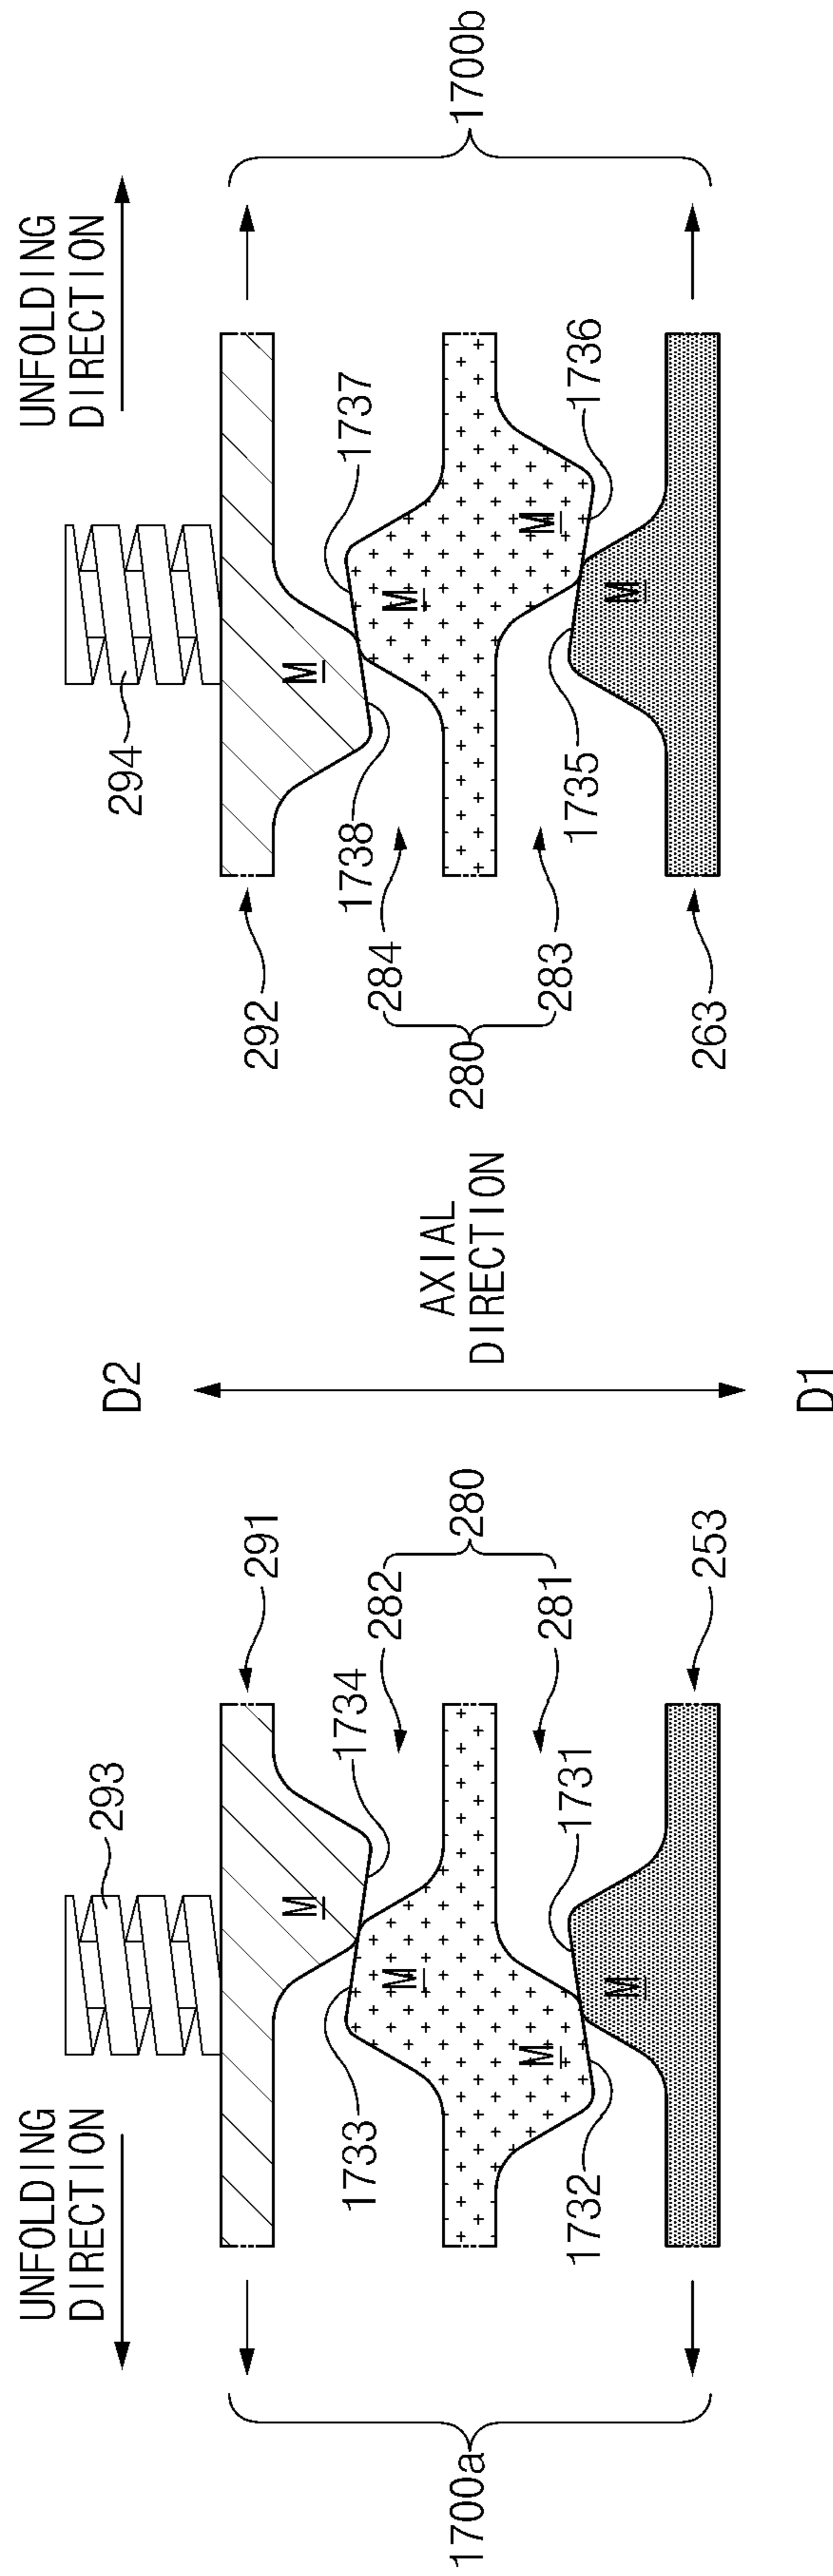 UNFOLDING
DIRECTION
UNFOLDING
DIRECTION
293
294
D2
291
292
M
M
1734
1737
1733
1738
282
284
M
M
280
AXIAL
DIRECTION
280
1700a
1700b
281
283
M
M
1731
1736
1732
1735
M
M
253
263
D1